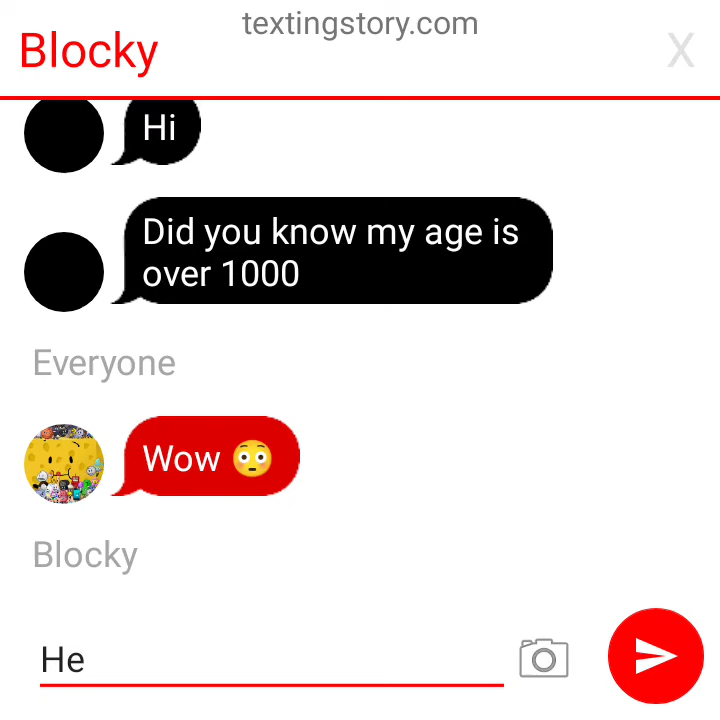 textingstory.com
Blocky
X
Hi
Did you know my age is
over 1000
Everyone
Wow 😳
Blocky
He